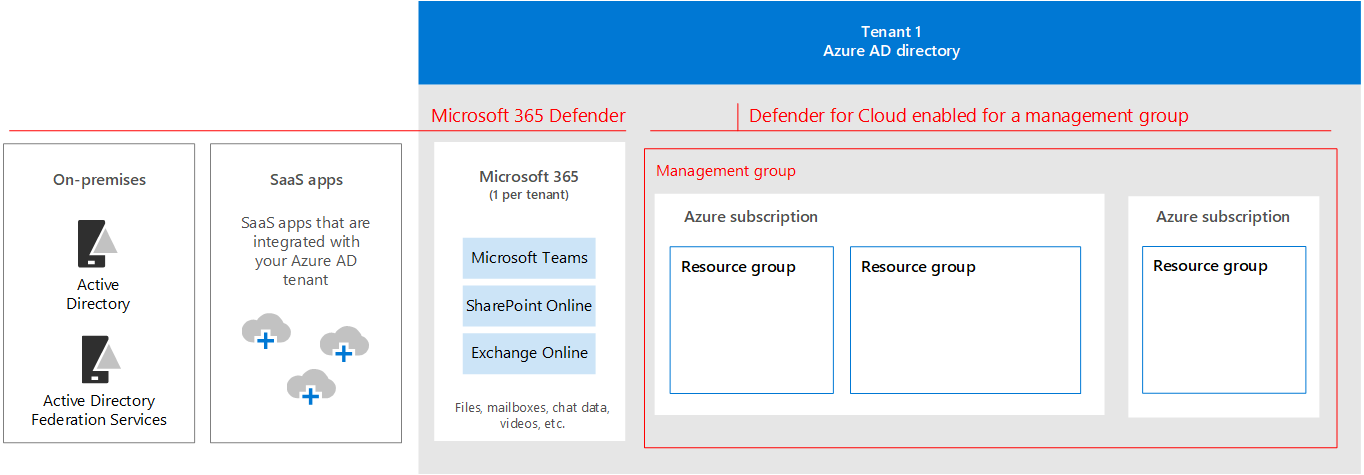 Tenant 1
Azure AD directory
Microsoft 365 Defender
Defender for Cloud enabled for a management group
On-premises
Active
Directory
Active Directory
Federation Services
SaaS apps
SaaS apps that are
integrated with
your Azure AD
tenant
Microsoft 365
(1 per tenant)
Microsoft Teams
SharePoint Online
Exchange Online
Files, mailboxes, chat data,
videos, etc.
Management group
Azure subscription
Resource group
Resource group
Azure subscription
Resource group